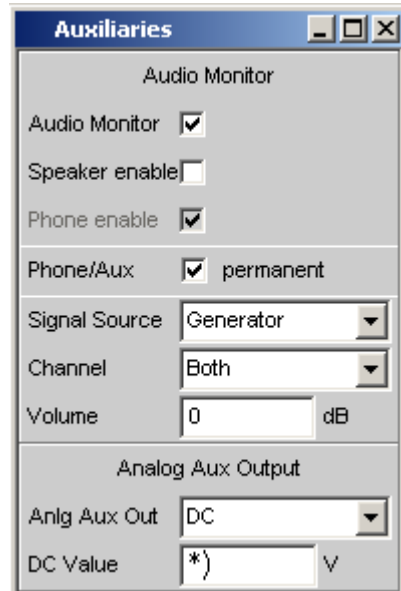 Auxiliaries
Audio Monitor
Audio Monitor
Speaker enable
Phone enable
Phone/Aux permanent
Signal Source Generator
Channel Both
Volume 0 dB
Analog Aux Output
Anlg Aux Out DC
DC Value *) V